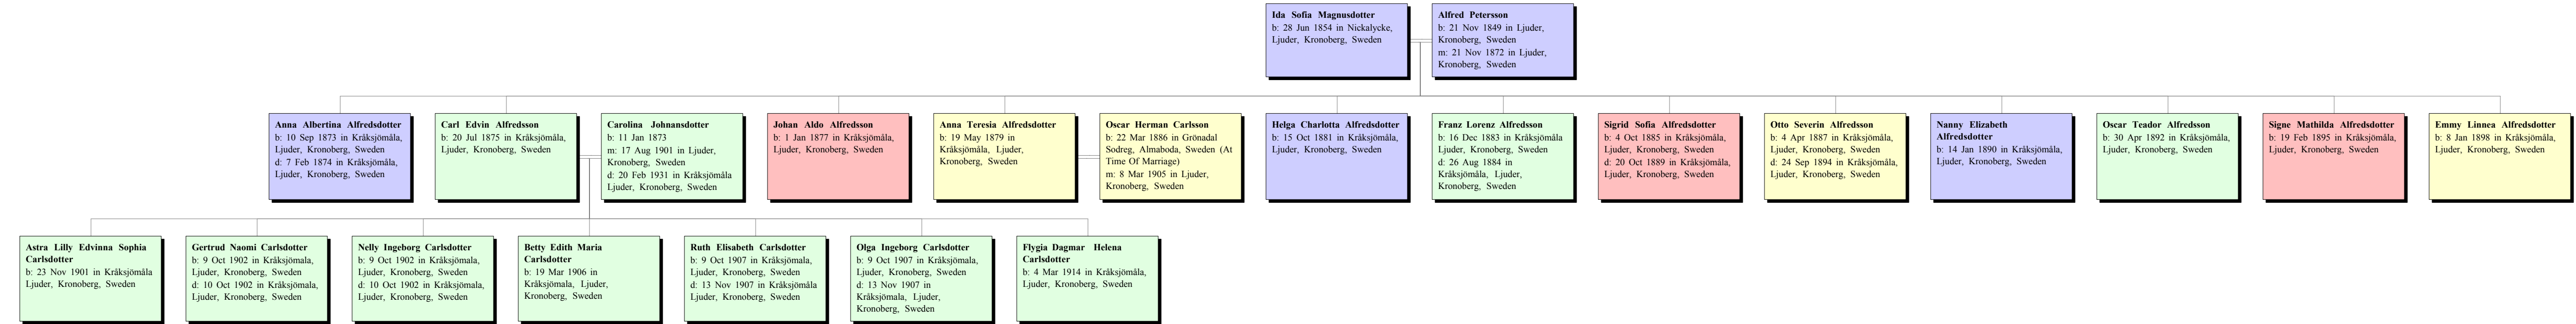 Ida Sofia Magnusdotter
b: 28 Jun 1854 in Nickalycke,
Ljuder, Kronoberg, Sweden
Alfred Petersson
b: 21 Nov 1849 in Ljuder,
Kronoberg, Sweden
m: 21 Nov 1872 in Ljuder,
Kronoberg, Sweden
Anna Albertina Alfredsdotter
b: 10 Sep 1873 in Kråksjömåla,
Ljuder, Kronoberg, Sweden
d: 7 Feb 1874 in Kråksjömåla,
Ljuder, Kronoberg, Sweden
Carl Edvin Alfredsson
b: 20 Jul 1875 in Kråksjömåla,
Ljuder, Kronoberg, Sweden
Carolina Johnansdotter
b: 11 Jan 1873
m: 17 Aug 1901 in Ljuder,
Kronoberg, Sweden
d: 20 Feb 1931 in Kråksjömåla
Ljuder, Kronoberg, Sweden
Johan Aldo Alfredsson
b: 1 Jan 1877 in Kråksjömåla,
Ljuder, Kronoberg, Sweden
Anna Teresia Alfredsdotter
b: 19 May 1879 in
Kråksjömåla, Ljuder,
Kronoberg, Sweden
Oscar Herman Carlsson
b: 22 Mar 1886 in Grönadal
Sodreg, Almaboda, Sweden (At
Time Of Marriage)
m: 8 Mar 1905 in Ljuder,
Kronoberg, Sweden
Helga Charlotta Alfredsdotter
b: 15 Oct 1881 in Kråksjömåla,
Ljuder, Kronoberg, Sweden
Franz Lorenz Alfredsson
b: 16 Dec 1883 in Kråksjömåla
Ljuder, Kronoberg, Sweden
d: 26 Aug 1884 in
Kråksjömåla, Ljuder,
Kronoberg, Sweden
Sigrid Sofia Alfredsdotter
b: 4 Oct 1885 in Kråksjömåla,
Ljuder, Kronoberg, Sweden
d: 20 Oct 1889 in Kråksjömåla,
Ljuder, Kronoberg, Sweden
Otto Severin Alfredsson
b: 4 Apr 1887 in Kråksjömåla,
Ljuder, Kronoberg, Sweden
d: 24 Sep 1894 in Kråksjömåla,
Ljuder, Kronoberg, Sweden
Nanny Elizabeth
Alfredsdotter
b: 14 Jan 1890 in Kråksjömåla,
Ljuder, Kronoberg, Sweden
Oscar Teador Alfredsson
b: 30 Apr 1892 in Kråksjömåla,
Ljuder, Kronoberg, Sweden
Signe Mathilda Alfredsdotter
b: 19 Feb 1895 in Kråksjömåla,
Ljuder, Kronoberg, Sweden
Emmy Linnea Alfredsdotter
b: 8 Jan 1898 in Kråksjömåla,
Ljuder, Kronoberg, Sweden
Astra Lilly Edvinna Sophia
Carlsdotter
b: 23 Nov 1901 in Kråksjömåla
Ljuder, Kronoberg, Sweden
Gertrud Naomi Carlsdotter
b: 9 Oct 1902 in Kråksjömala,
Ljuder, Kronoberg, Sweden
d: 10 Oct 1902 in Kråksjömala,
Ljuder, Kronoberg, Sweden
Nelly Ingeborg Carlsdotter
b: 9 Oct 1902 in Kråksjömala,
Ljuder, Kronoberg, Sweden
d: 10 Oct 1902 in Kråksjömala,
Ljuder, Kronoberg, Sweden
Betty Edith Maria
Carlsdotter
b: 19 Mar 1906 in
Kråksjömala, Ljuder,
Kronoberg, Sweden
Ruth Elisabeth Carlsdotter
b: 9 Oct 1907 in Kråksjömala,
Ljuder, Kronoberg, Sweden
d: 13 Nov 1907 in Kråksjömåla
Ljuder, Kronoberg, Sweden
Olga Ingeborg Carlsdotter
b: 9 Oct 1907 in Kråksjömala,
Ljuder, Kronoberg, Sweden
d: 13 Nov 1907 in
Kråksjömala, Ljuder,
Kronoberg, Sweden
Flygia Dagmar Helena
Carlsdotter
b: 4 Mar 1914 in Kråksjömåla,
Ljuder, Kronoberg, Sweden